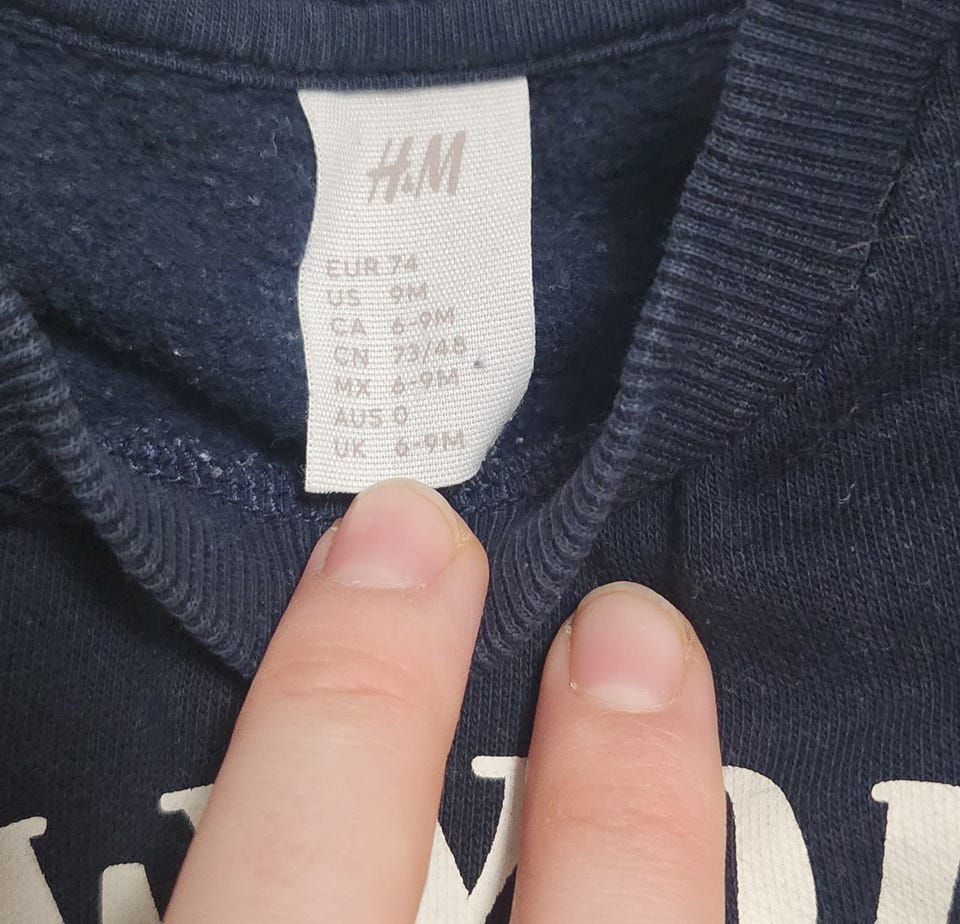 H&M
EUR 74
US 9M
CA 6-9M
CN 73/48
MX 6-9M
AUS 0
UK 6-9M